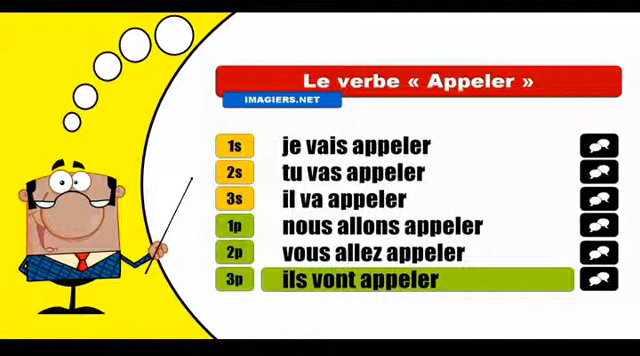 Le verbe « Appeler »
IMAGIERS.NET
1s je vais appeler
2s tu vas appeler
3s il va appeler
1p nous allons appeler
2p vous allez appeler
3p ils vont appeler